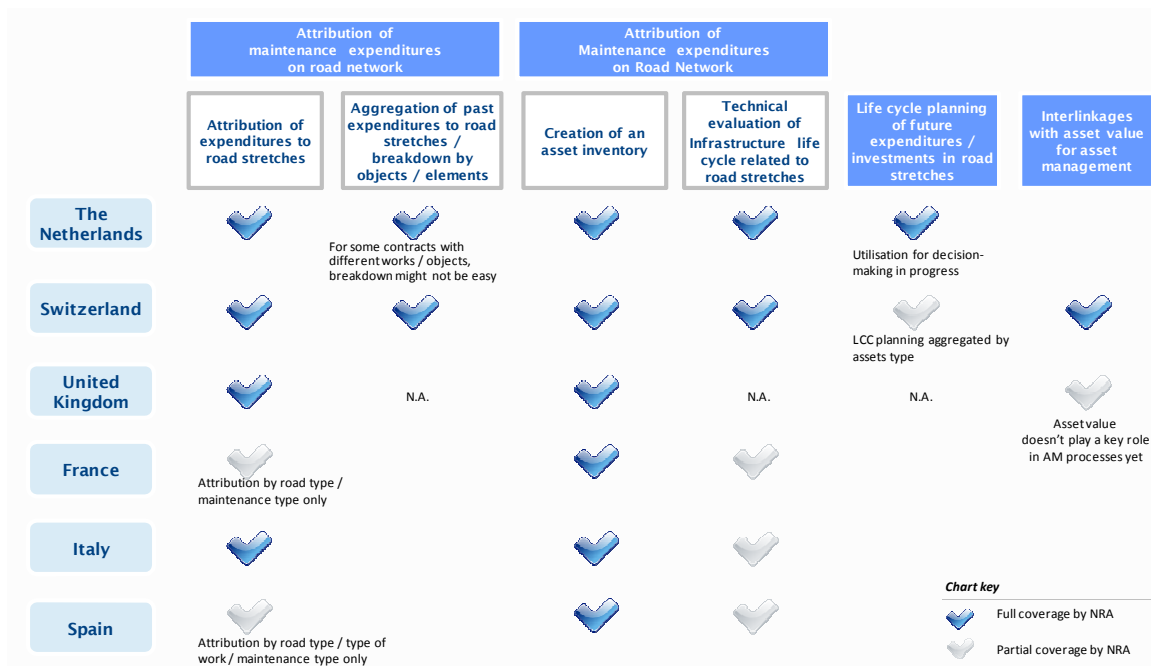 Attribution of
maintenance expenditures
on road network
Attribution of
Maintenance expenditures
on Road Network
Attribution of
expenditures to
road stretches
Aggregation of past
expenditures to road
stretches /
breakdown by
objects / elements
Creation of an
asset inventory
Technical
evaluation of
Infrastructure life
cycle related to
road stretches
Life cycle planning
of future
expenditures /
investments in road
stretches
Interlinkages
with asset value
for asset
management
The
Netherlands
For some contracts with
different works / objects,
breakdown might not be easy
Utilisation for decision-
making in progress
Switzerland
LCC planning aggregated by
assets type
United
Kingdom
N.A.
N.A.
N.A.
Asset value
doesn't play a key role
in AM processes yet
France
Attribution by road type /
maintenance type only
Italy
Spain
Attribution by road type / type of
work / maintenance type only
Chart key
Full coverage by NRA
Partial coverage by NRA